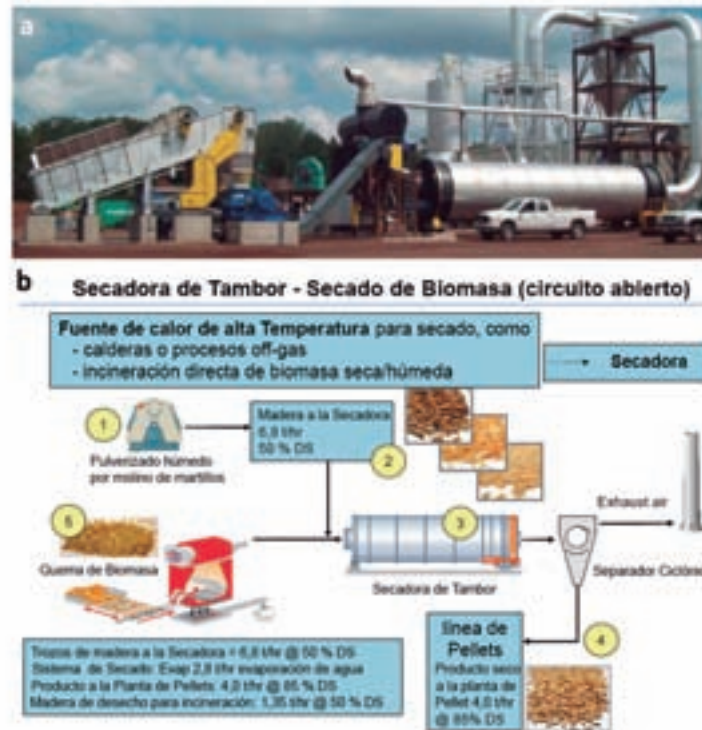 a
b Secadora de Tambor - Secado de Biomasa (circuito abierto)
Fuente de calor de alta Temperatura para secado, como
- calderas o procesos off-gas
- incineración directa de biomasa seca/húmeda
Secadora
1
Pulverizado húmedo
por molino de martillos
Madera a la Secadora
6,8 t/hr
50 % DS
2
5
Quema de Biomasa
3
Secadora de Tambor
Exhaust air
Separador Ciclónic
4
línea de
Pellets
Producto seco
a la planta de
Pellet 4,0 t/hr
@ 85% DS
Trozos de madera a la Secadora = 6,8 t/hr @ 50 % DS
Sistema de Secado: Evap 2,8 t/hr evaporación de agua
Producto a la Planta de Pellets: 4,0 t/hr @ 85 % DS
Madera de desecho para incineración: 1,35 t/hr @ 50 % DS